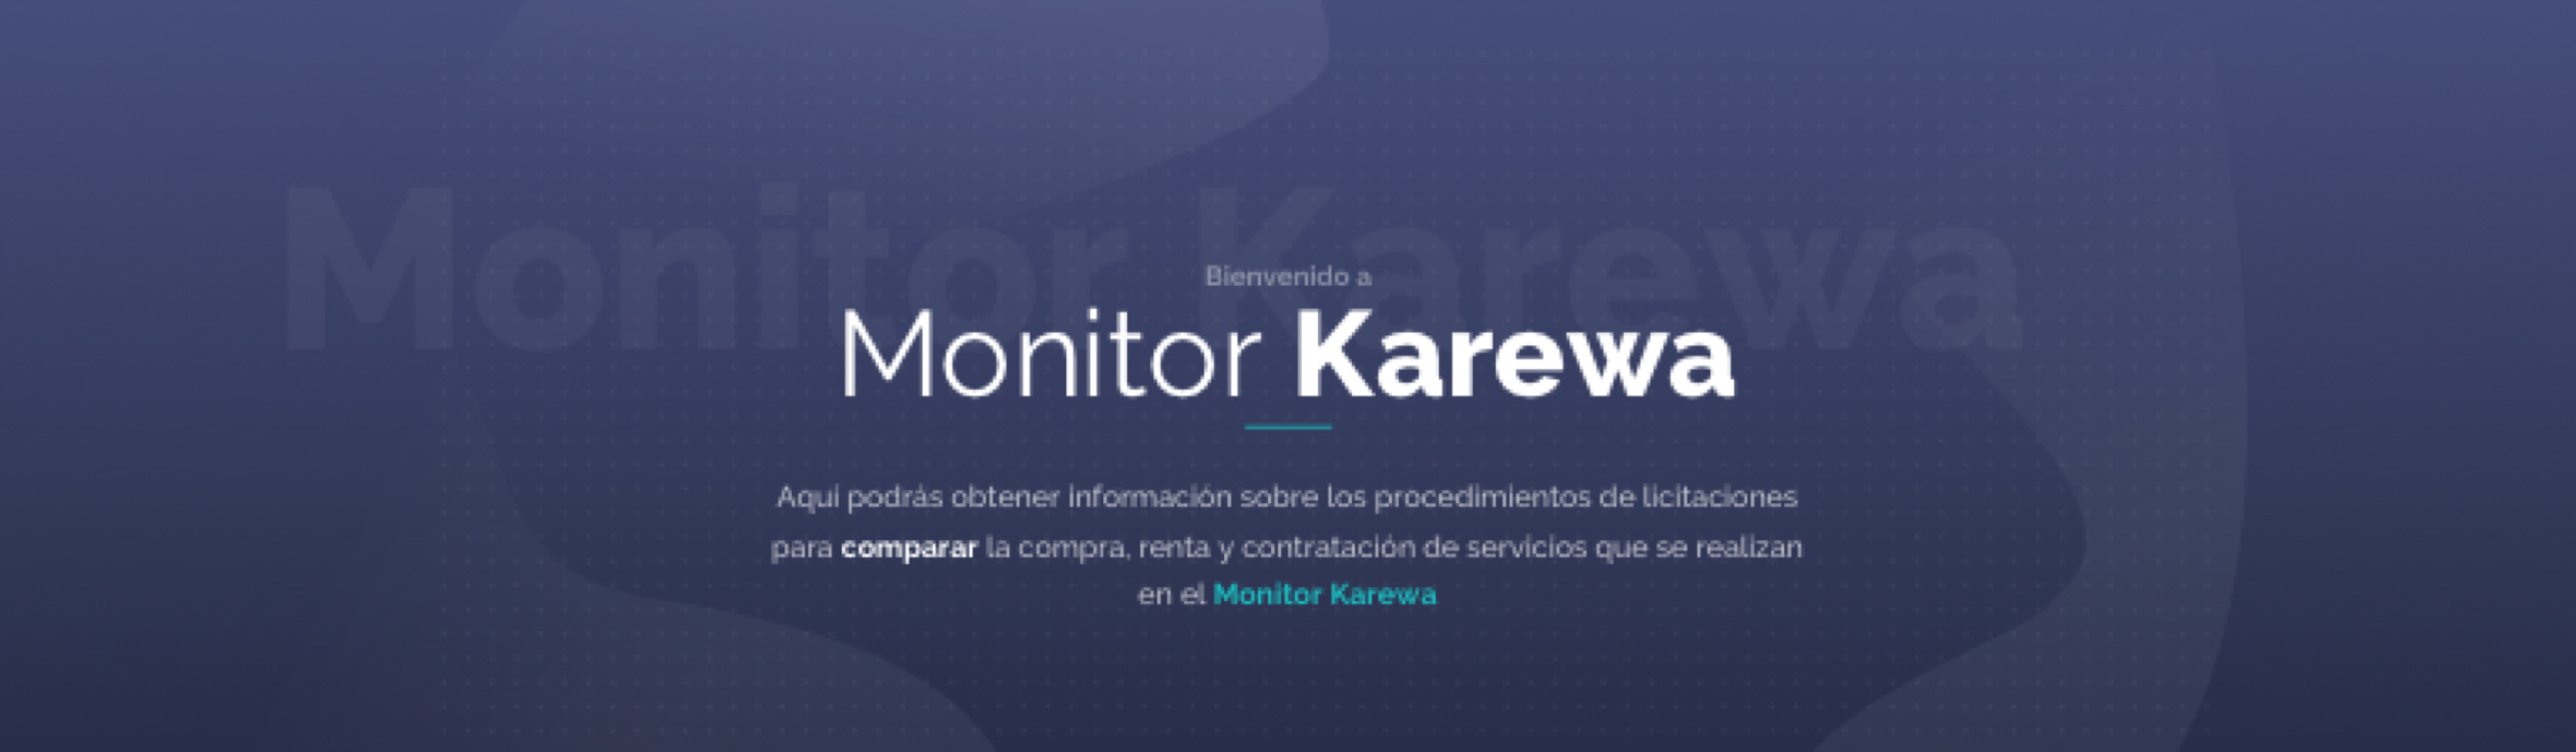 Monitor Karewa
Bienvenido a
Monitor Karewa
Aquí podrás obtener información sobre los procedimientos de licitaciones
para comparar la compra, renta y contratación de servicios que se realizan
en el Monitor Karewa